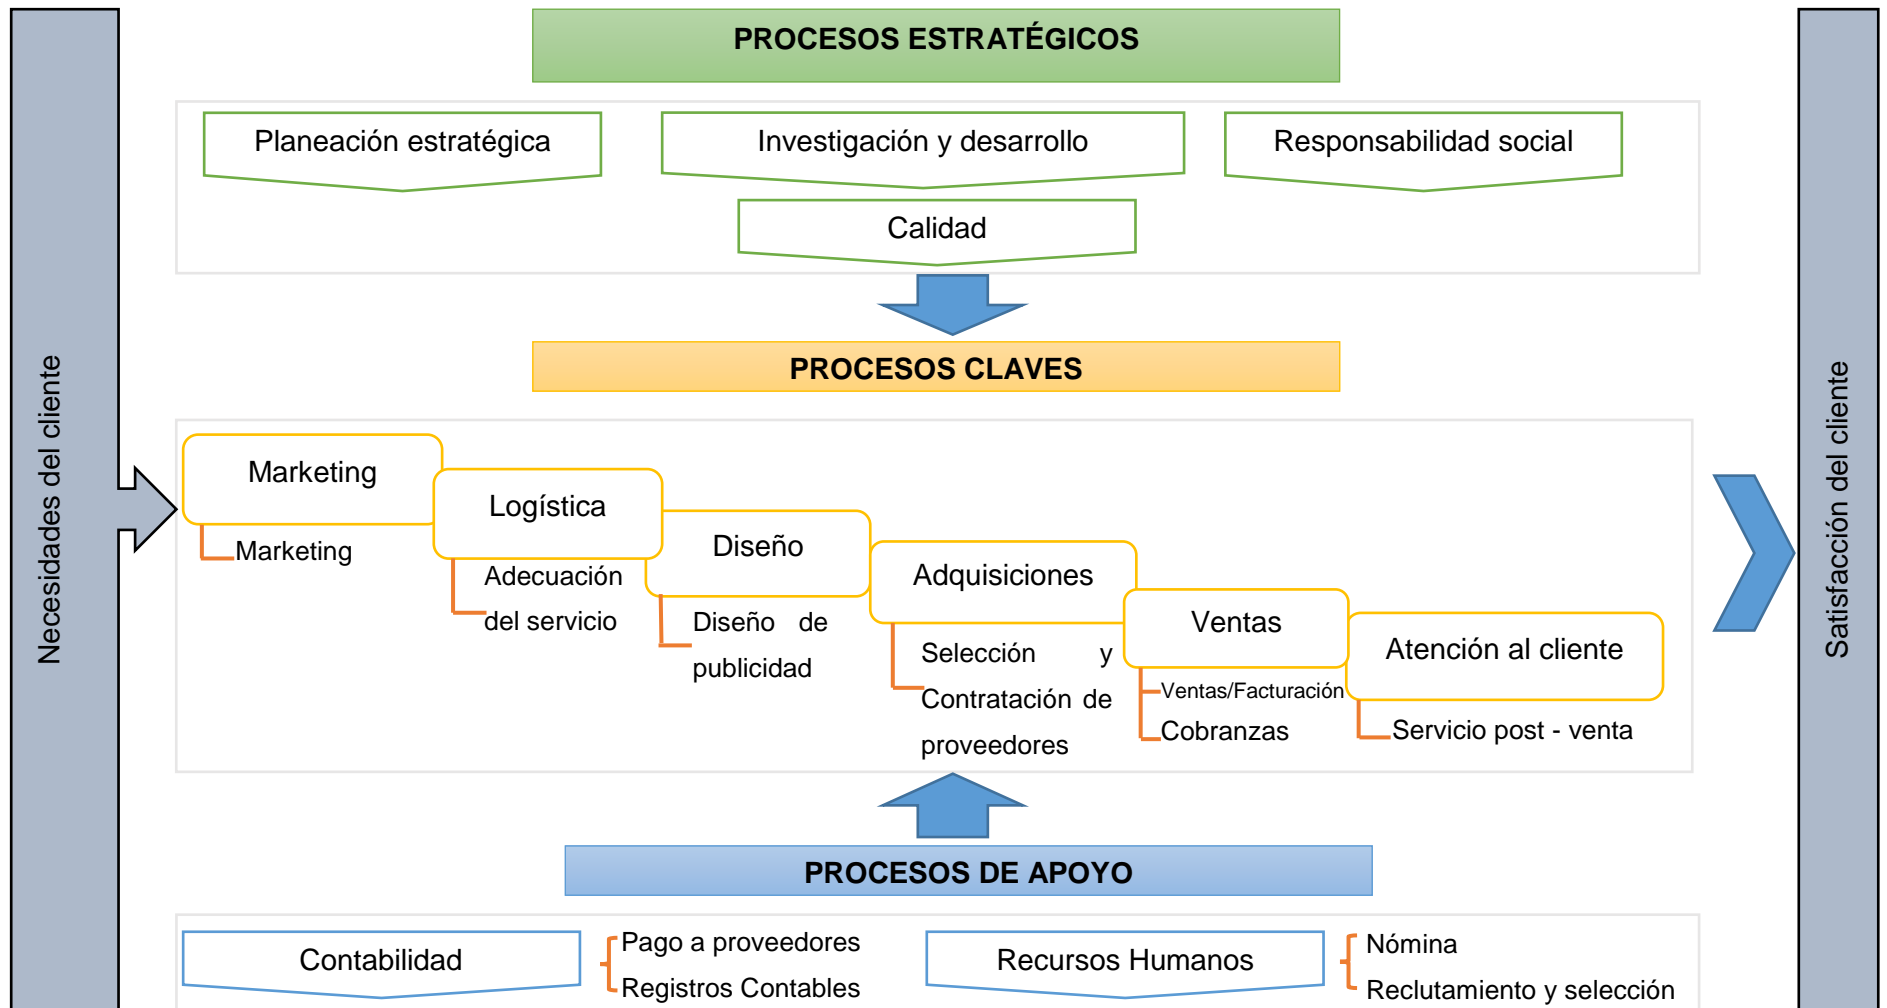 PROCESOS ESTRATÉGICOS
Planeación estratégica
Investigación y desarrollo
Responsabilidad social
Calidad
Necesidades del cliente
PROCESOS CLAVES
Marketing
Marketing
Logística
Adecuación
del servicio
Diseño
Diseño de
publicidad
Adquisiciones
Selección y
Contratación de
proveedores
Ventas
Ventas/Facturación
Cobranzas
Atención al cliente
Servicio post - venta
Satisfacción del cliente
PROCESOS DE APOYO
Contabilidad
Pago a proveedores
Registros Contables
Recursos Humanos
Nómina
Reclutamiento y selección